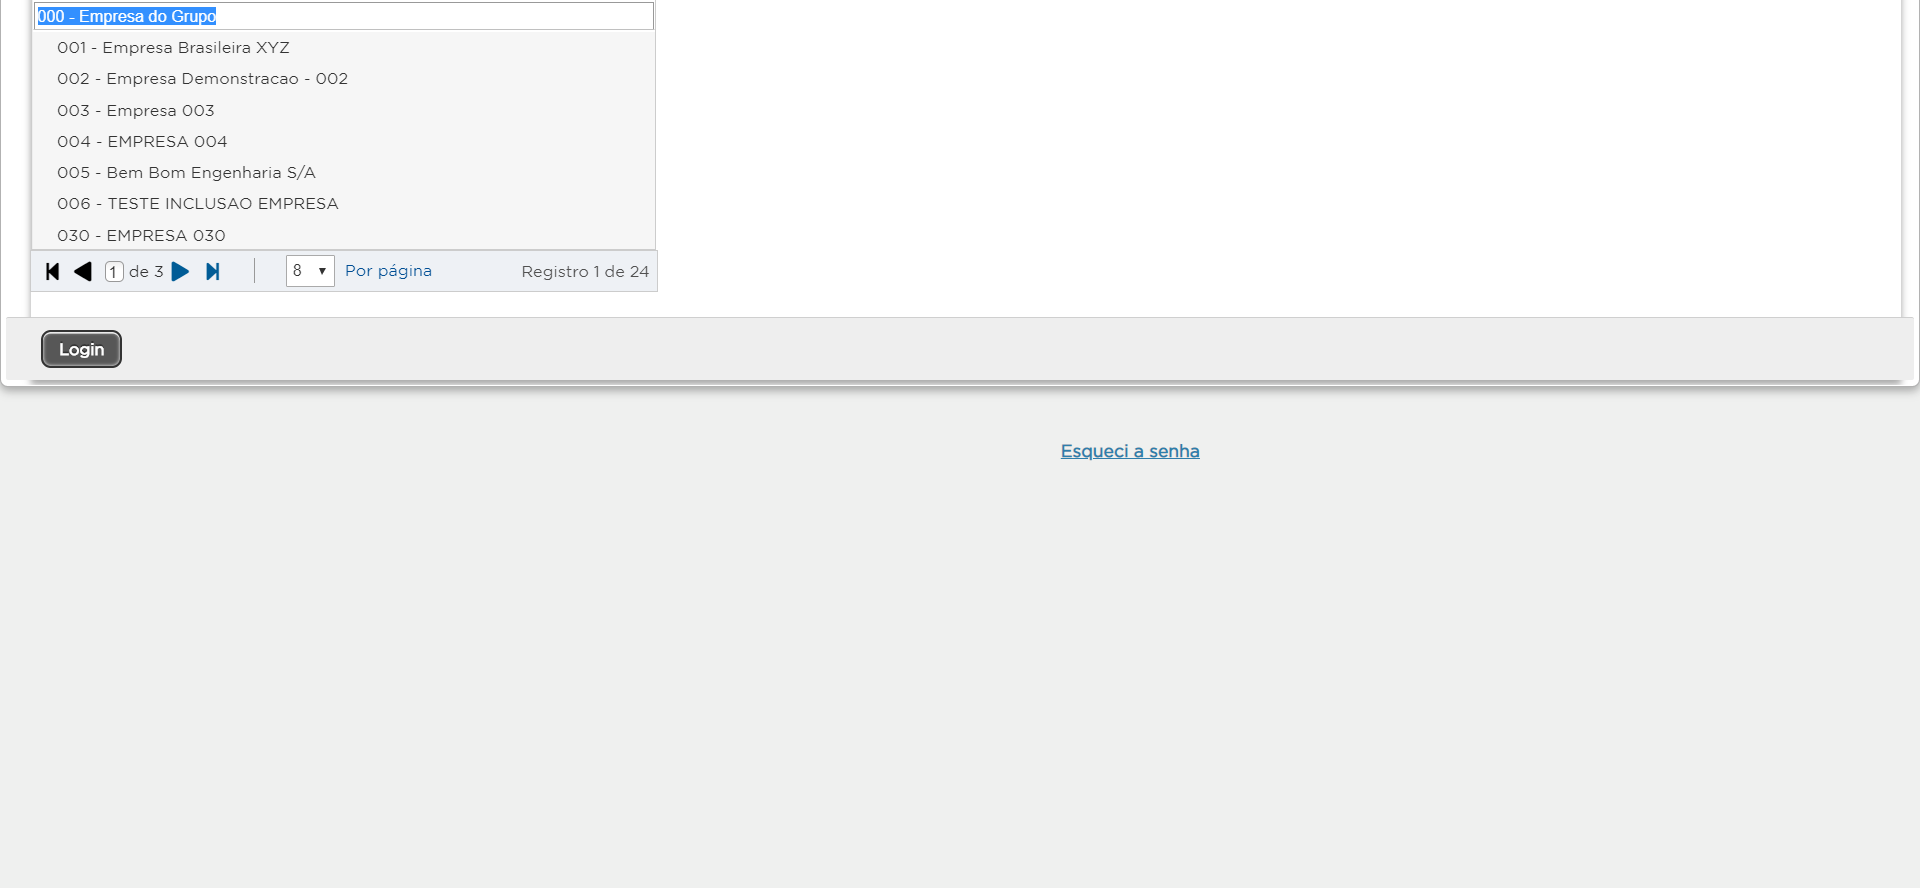 000 - Empresa do Grupo
001 - Empresa Brasileira XYZ
002 - Empresa Demonstracao - 002
003 - Empresa 003
004 - EMPRESA 004
005 - Bem Bom Engenharia S/A
006 - TESTE INCLUSAO EMPRESA
030 - EMPRESA 030
1 de 3 8 Por página Registro 1 de 24
Login
Esqueci a senha